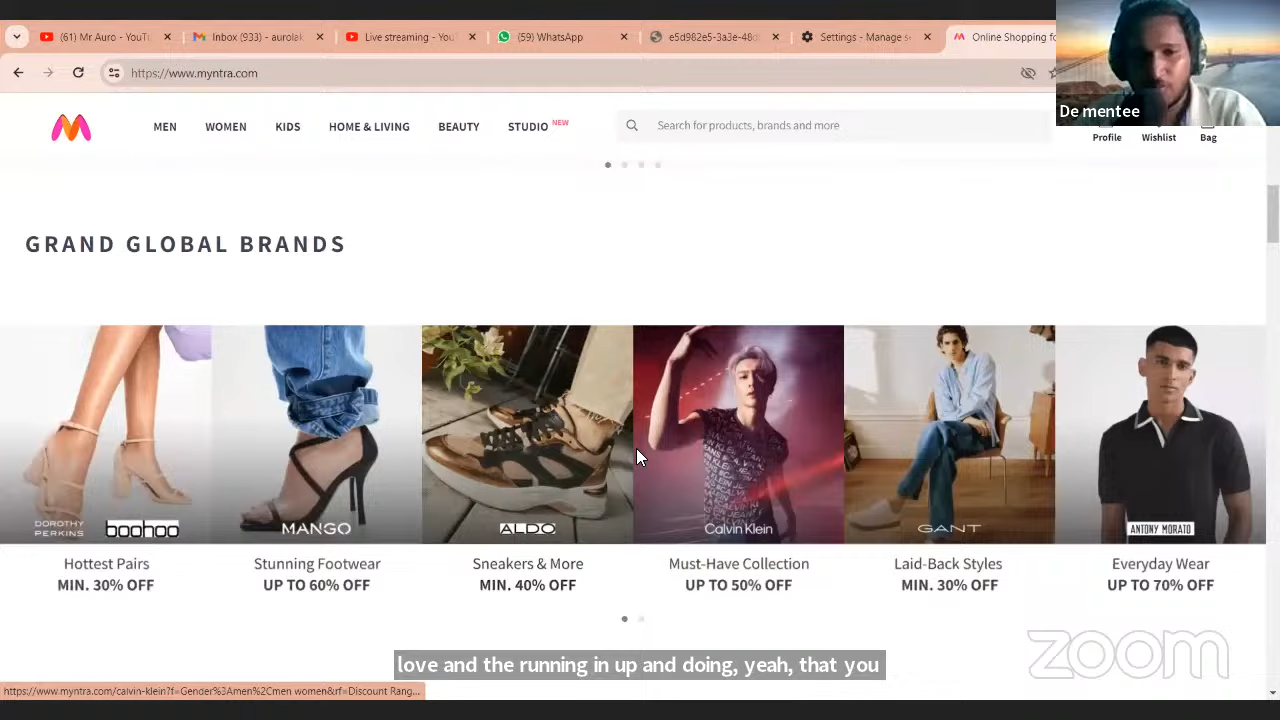 (61) Mr Auro - YouTu
Inbox (933) - aurolak
Live streaming - You
(59) WhatsApp
e5d982e5-3a3e-48d
Settings - Manage s
Online Shopping fo
https://www.myntra.com
De mentee
MEN
WOMEN
KIDS
HOME & LIVING
BEAUTY
STUDIO NEW
Search for products, brands and more
Profile
Wishlist
Bag
GRAND GLOBAL BRANDS
DOROTHY PERKINS
boohoo
MANGO
ALDO
Calvin Klein
GANT
ANTONY MORATO
Hottest Pairs
MIN. 30% OFF
Stunning Footwear
UP TO 60% OFF
Sneakers & More
MIN. 40% OFF
Must-Have Collection
UP TO 50% OFF
Laid-Back Styles
MIN. 30% OFF
Everyday Wear
UP TO 70% OFF
love and the running in up and doing, yeah, that you
zoom
https://www.myntra.com/calvin-klein?f=Gender%3Amen%2Cmen women&rf=Discount Rang...